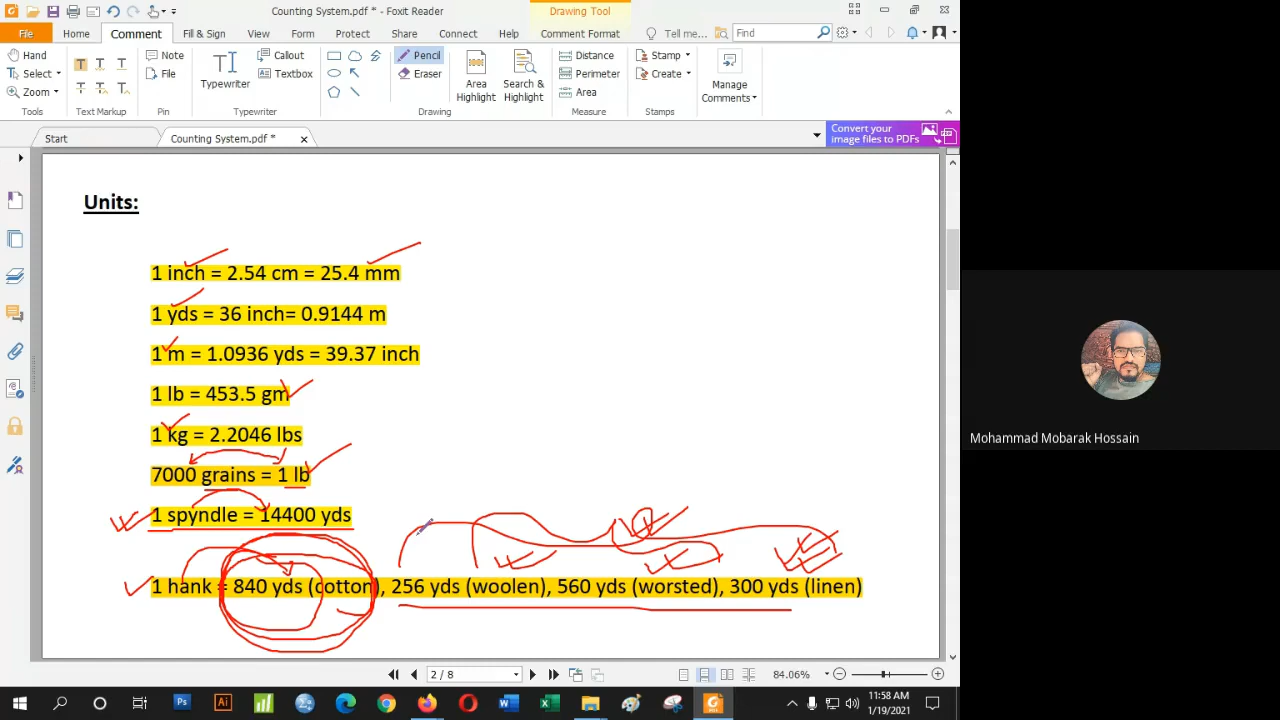 Counting System.pdf * - Foxit Reader
Drawing Tool
File Home Comment Fill & Sign View Form Protect Share Connect Help Comment Format Tell me... Find
Hand
Select
Zoom
Tools
Text Markup
Note
File
Pin
Typewriter
Callout
Textbox
Typewriter
Pencil
Eraser
Drawing
Area Highlight
Search & Highlight
Distance
Perimeter
Area
Measure
Stamp
Create
Stamps
Manage Comments
Comments
Start
Counting System.pdf *
Convert your image files to PDFs
Units:
1 inch = 2.54 cm = 25.4 mm
1 yds = 36 inch= 0.9144 m
1 m = 1.0936 yds = 39.37 inch
1 lb = 453.5 gm
1 kg = 2.2046 lbs
7000 grains = 1 lb
1 spyndle = 14400 yds
1 hank = 840 yds (cotton), 256 yds (woolen), 560 yds (worsted), 300 yds (linen)
Mohammad Mobarak Hossain
2 / 8
84.06%
11:58 AM
1/19/2021